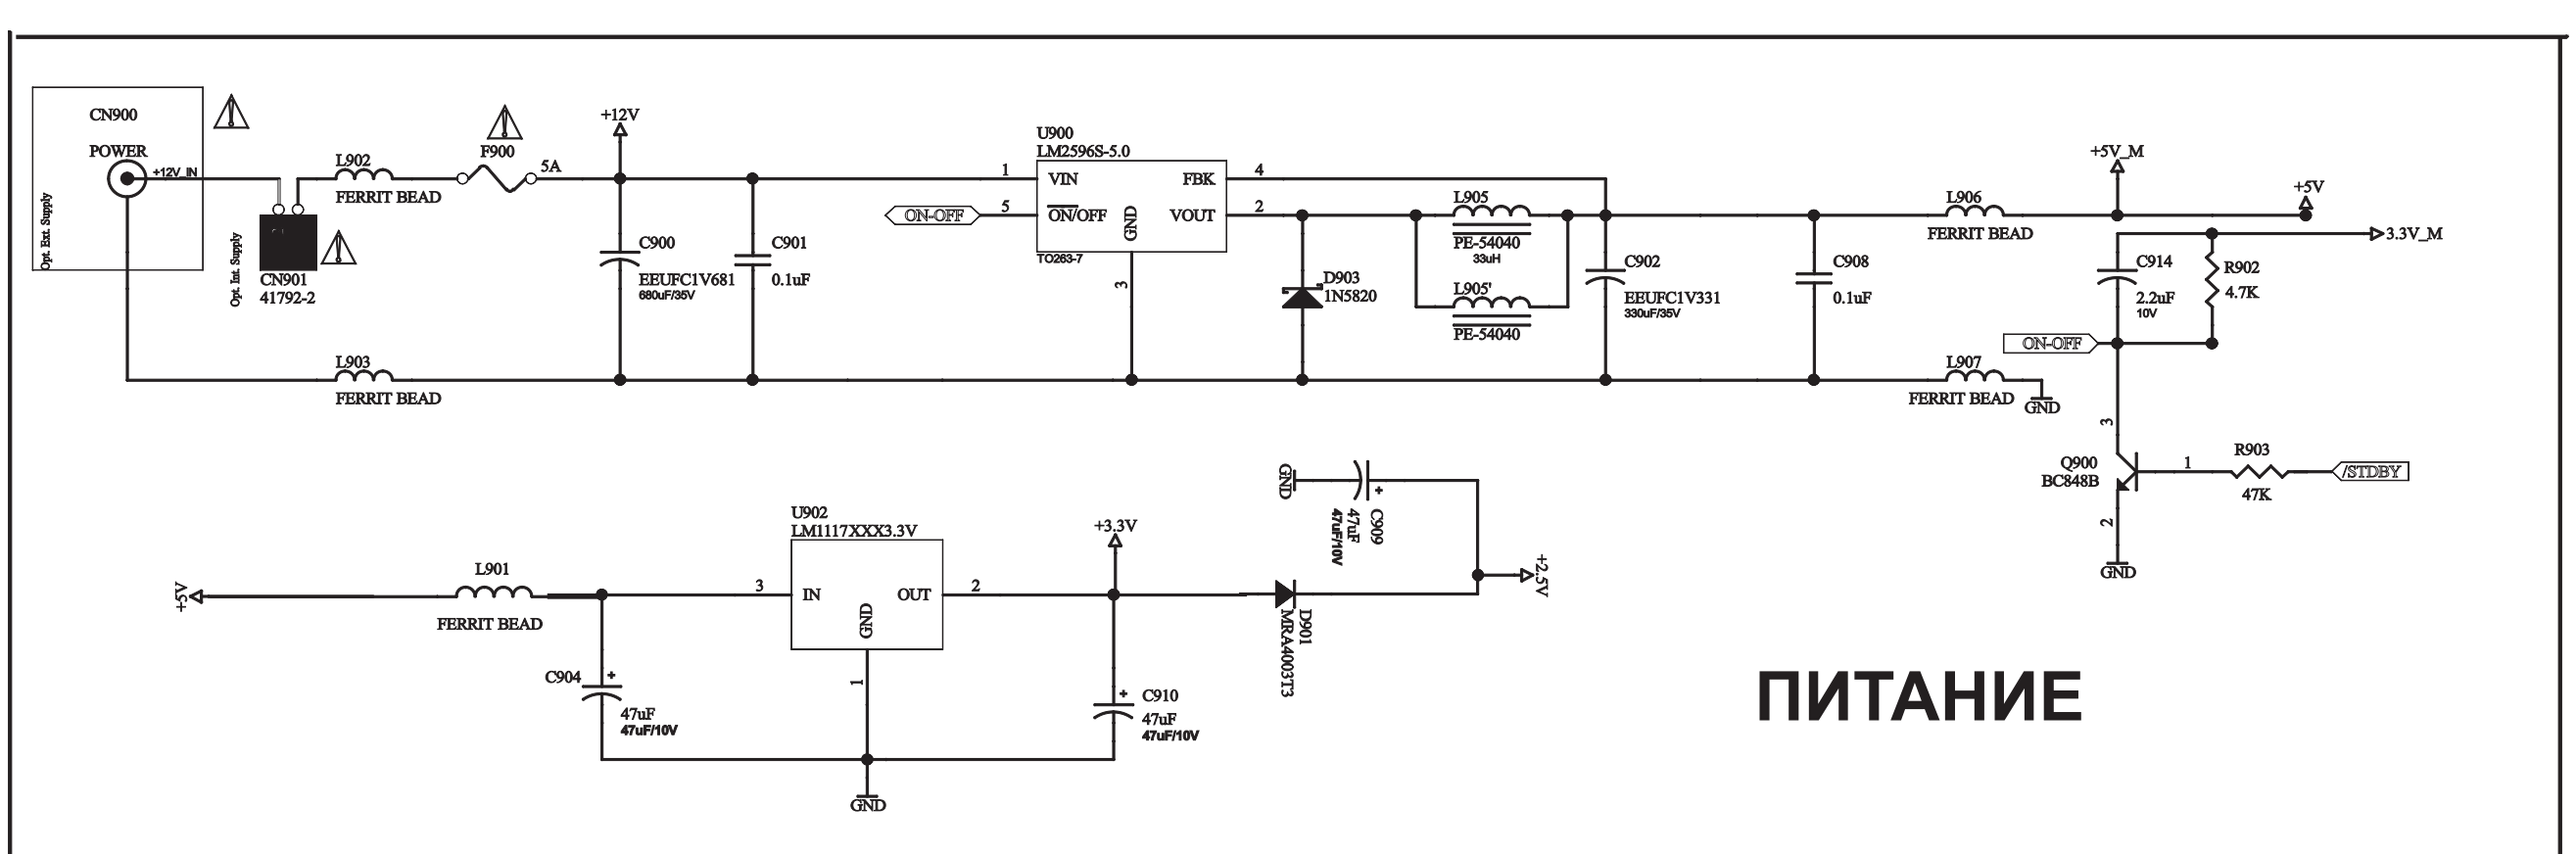 CN900
POWER
+12V_IN
Opt. Ext. Supply
Opt. Int. Supply
CN901
41792-2
L902
FERRIT BEAD
F900
5A
+12V
C900
EEUFC1V681
680uF/35V
C901
0.1uF
L903
FERRIT BEAD
ON-OFF
U900
LM2596S-5.0
1
VIN
5
ON/OFF
GND
FBK
4
VOUT
2
TO263-7
3
D903
1N5820
L905
PE-54040
33uH
L905'
PE-54040
C902
EEUFC1V331
330uF/35V
C908
0.1uF
L906
FERRIT BEAD
L907
FERRIT BEAD
GND
+5V_M
+5V
3.3V_M
C914
2.2uF
10V
R902
4.7K
ON-OFF
3
Q900
BC848B
1
R903
47K
/STDBY
2
GND
+5V
L901
FERRIT BEAD
C904
+
47uF
47uF/10V
U902
LM1117XXX3.3V
3
IN
OUT
2
GND
1
GND
+3.3V
+
C910
47uF
47uF/10V
D901
MRA4003T3
GND
+
C909
47uF
47uF/10V
+2.5V
ПИТАНИЕ